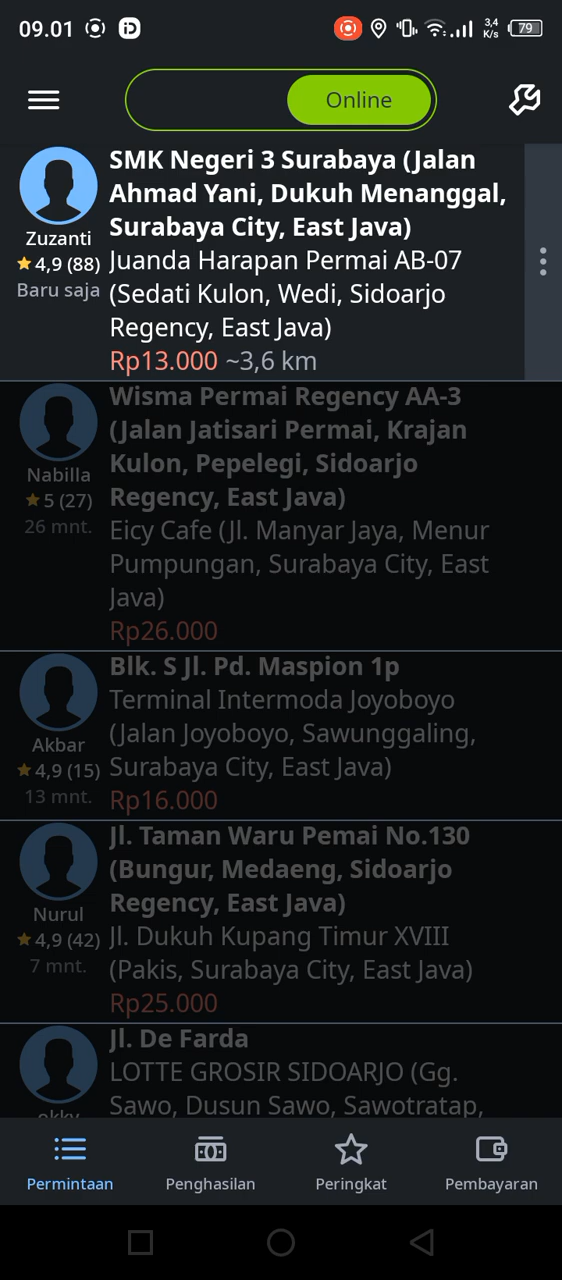 09.01
3,4
K/s
79
Online
SMK Negeri 3 Surabaya (Jalan
Ahmad Yani, Dukuh Menanggal,
Surabaya City, East Java)
Zuzanti
4,9 (88)
Baru saja
Juanda Harapan Permai AB-07
(Sedati Kulon, Wedi, Sidoarjo
Regency, East Java)
Rp13.000 ~3,6 km
Wisma Permai Regency AA-3
(Jalan Jatisari Permai, Krajan
Kulon, Pepelegi, Sidoarjo
Regency, East Java)
Nabilla
5 (27)
26 mnt.
Eicy Cafe (Jl. Manyar Jaya, Menur
Pumpungan, Surabaya City, East
Java)
Rp26.000
Blk. S Jl. Pd. Maspion 1p
Terminal Intermoda Joyoboyo
(Jalan Joyoboyo, Sawunggaling,
Surabaya City, East Java)
Akbar
4,9 (15)
13 mnt.
Rp16.000
Jl. Taman Waru Pemai No.130
(Bungur, Medaeng, Sidoarjo
Regency, East Java)
Nurul
4,9 (42)
7 mnt.
Jl. Dukuh Kupang Timur XVIII
(Pakis, Surabaya City, East Java)
Rp25.000
Jl. De Farda
LOTTE GROSIR SIDOARJO (Gg.
Sawo, Dusun Sawo, Sawotratap,
okky
Permintaan
Penghasilan
Peringkat
Pembayaran